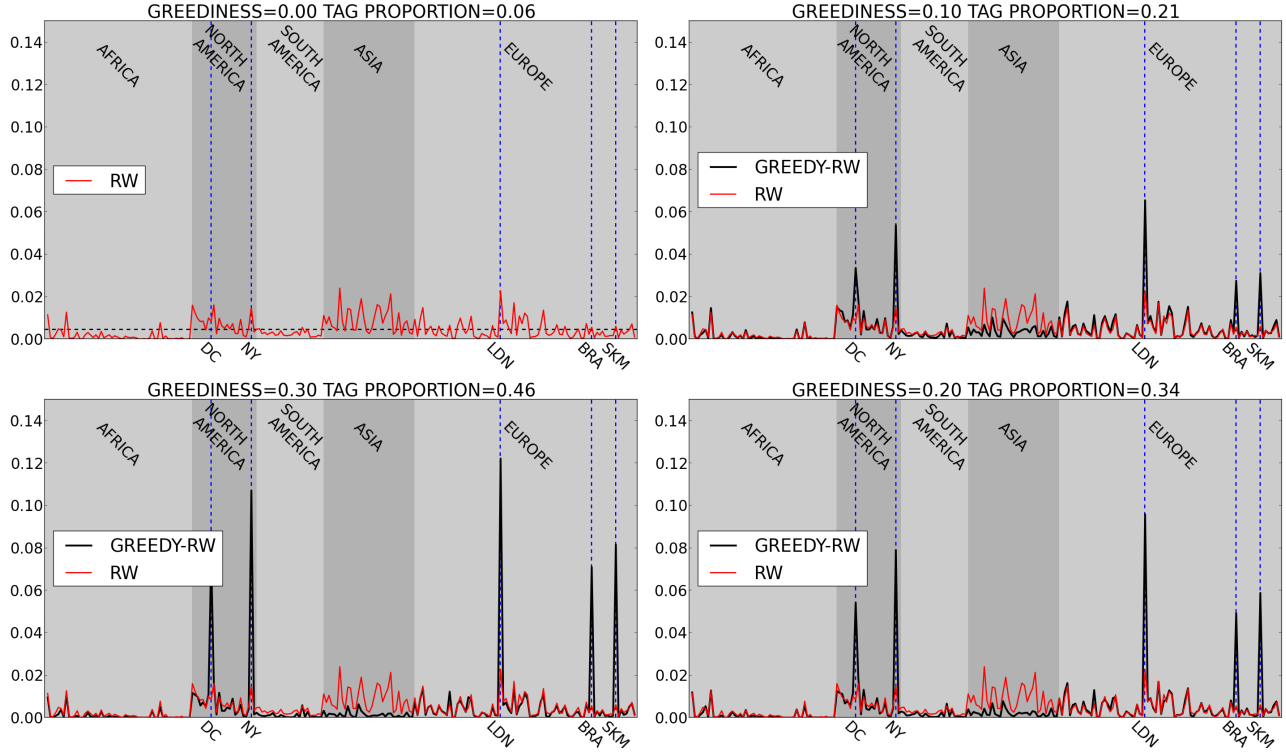 GREEDINESS=0.00 TAG PROPORTION=0.06
0.14
0.12
0.10
0.08
0.06
0.04
0.02
0.00
AFRICA
NORTH
AMERICA
SOUTH
AMERICA
ASIA
EUROPE
RW
DC
NY
LDN
BRA
SKM
GREEDINESS=0.10 TAG PROPORTION=0.21
0.14
0.12
0.10
0.08
0.06
0.04
0.02
0.00
AFRICA
NORTH
AMERICA
SOUTH
AMERICA
ASIA
EUROPE
GREEDY-RW
RW
DC
NY
LDN
BRA
SKM
GREEDINESS=0.30 TAG PROPORTION=0.46
0.14
0.12
0.10
0.08
0.06
0.04
0.02
0.00
AFRICA
NORTH
AMERICA
SOUTH
AMERICA
ASIA
EUROPE
GREEDY-RW
RW
DC
NY
LDN
BRA
SKM
GREEDINESS=0.20 TAG PROPORTION=0.34
0.14
0.12
0.10
0.08
0.06
0.04
0.02
0.00
AFRICA
NORTH
AMERICA
SOUTH
AMERICA
ASIA
EUROPE
GREEDY-RW
RW
DC
NY
LDN
BRA
SKM